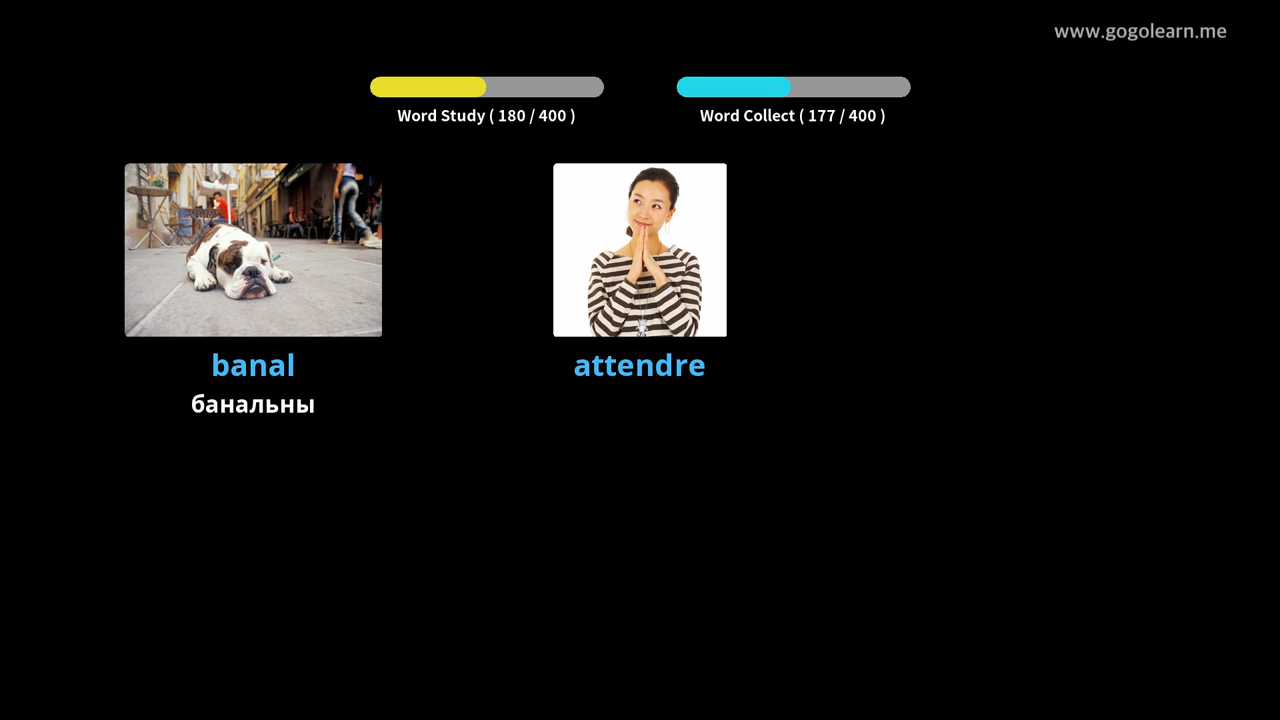 www.gogolearn.me
Word Study ( 180 / 400 )
Word Collect ( 177 / 400 )
banal
attendre
банальны